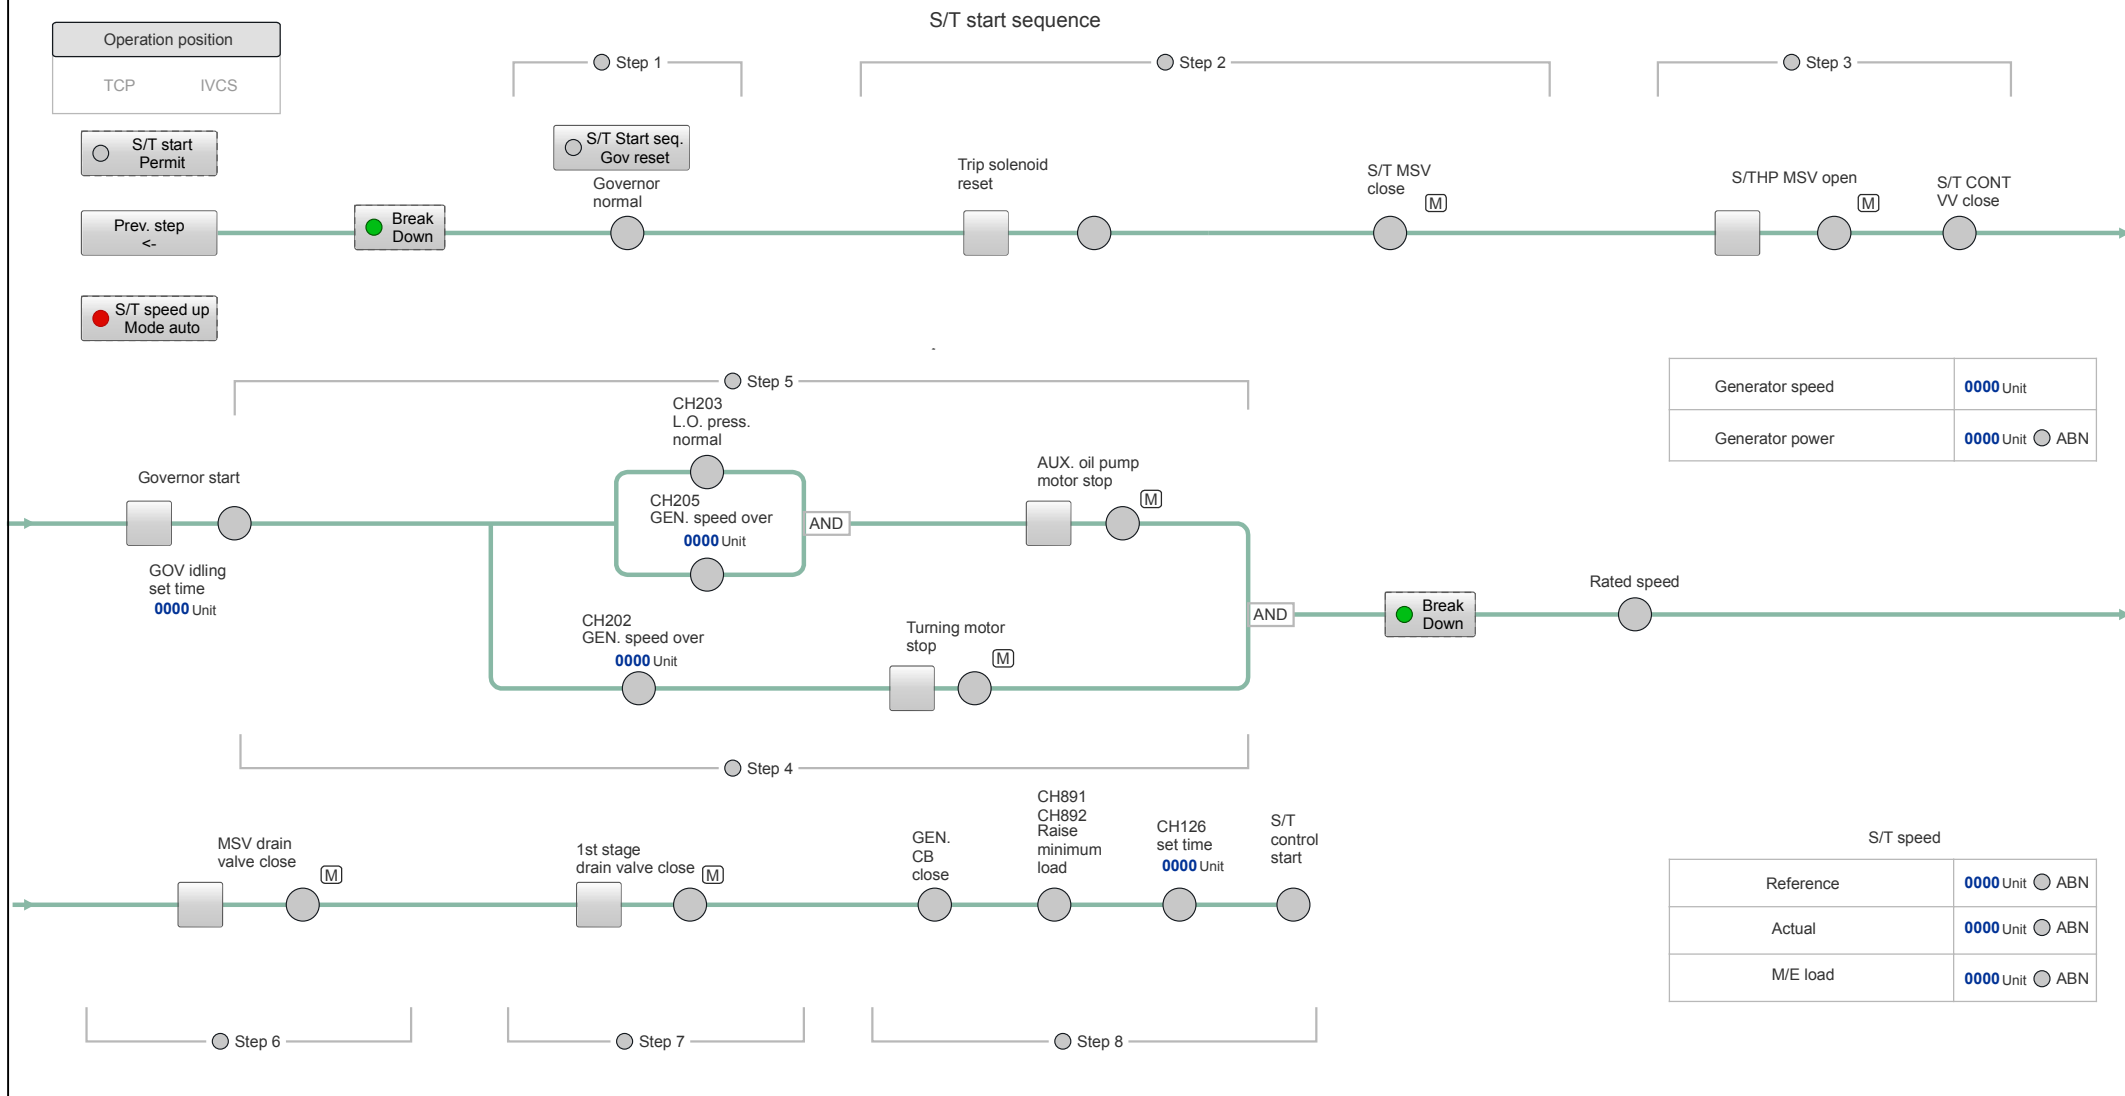 S/T start sequence
Operation position
TCP IVCS
Step 1
Step 2
Step 3
S/T start
Permit
S/T Start seq.
Gov reset
Governor
normal
Trip solenoid
reset
S/T MSV
close
M
S/THP MSV open
M
S/T CONT
VV close
Prev. step
<-
Break
Down
S/T speed up
Mode auto
Step 5
Generator speed 0000 Unit
Generator power 0000 Unit ABN
CH203
L.O. press.
normal
Governor start
CH205
GEN. speed over
0000 Unit
AND
AUX. oil pump
motor stop
M
GOV idling
set time
0000 Unit
CH202
GEN. speed over
0000 Unit
Turning motor
stop
M
AND
Break
Down
Rated speed
Step 4
MSV drain
valve close
M
1st stage
drain valve close
M
GEN.
CB
close
CH891
CH892
Raise
minimum
load
CH126
set time
0000 Unit
S/T
control
start
S/T speed
Reference 0000 Unit ABN
Actual 0000 Unit ABN
M/E load 0000 Unit ABN
Step 6
Step 7
Step 8